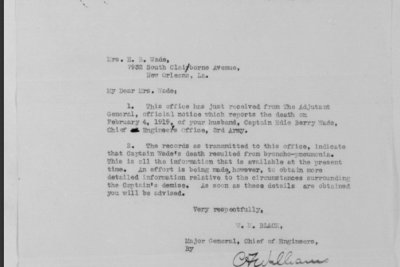 Mrs. H. E. Wade,
7932 South Claiborne Avenue,
New Orleans, La.
My Dear Mrs. Wade:
1. This office has just received from The Adjutant
General, official notice which reports the death on
February 4, 1919, of your husband, Captain Edie Berry Wade,
Chief Engineers Office, 3rd Army.
2. The records as transmitted to this office, indicate
that Captain Wade's death resulted from broncho-pneumonia.
This is all the information that is available at the present
time. An effort is being made, however, to obtain more
detailed information relative to the circumstances surrounding
the Captain's demise. As soon as these details are obtained
you will be advised.
Very respectfully,
W. M. BLACK,
Major General, Chief of Engineers,
By